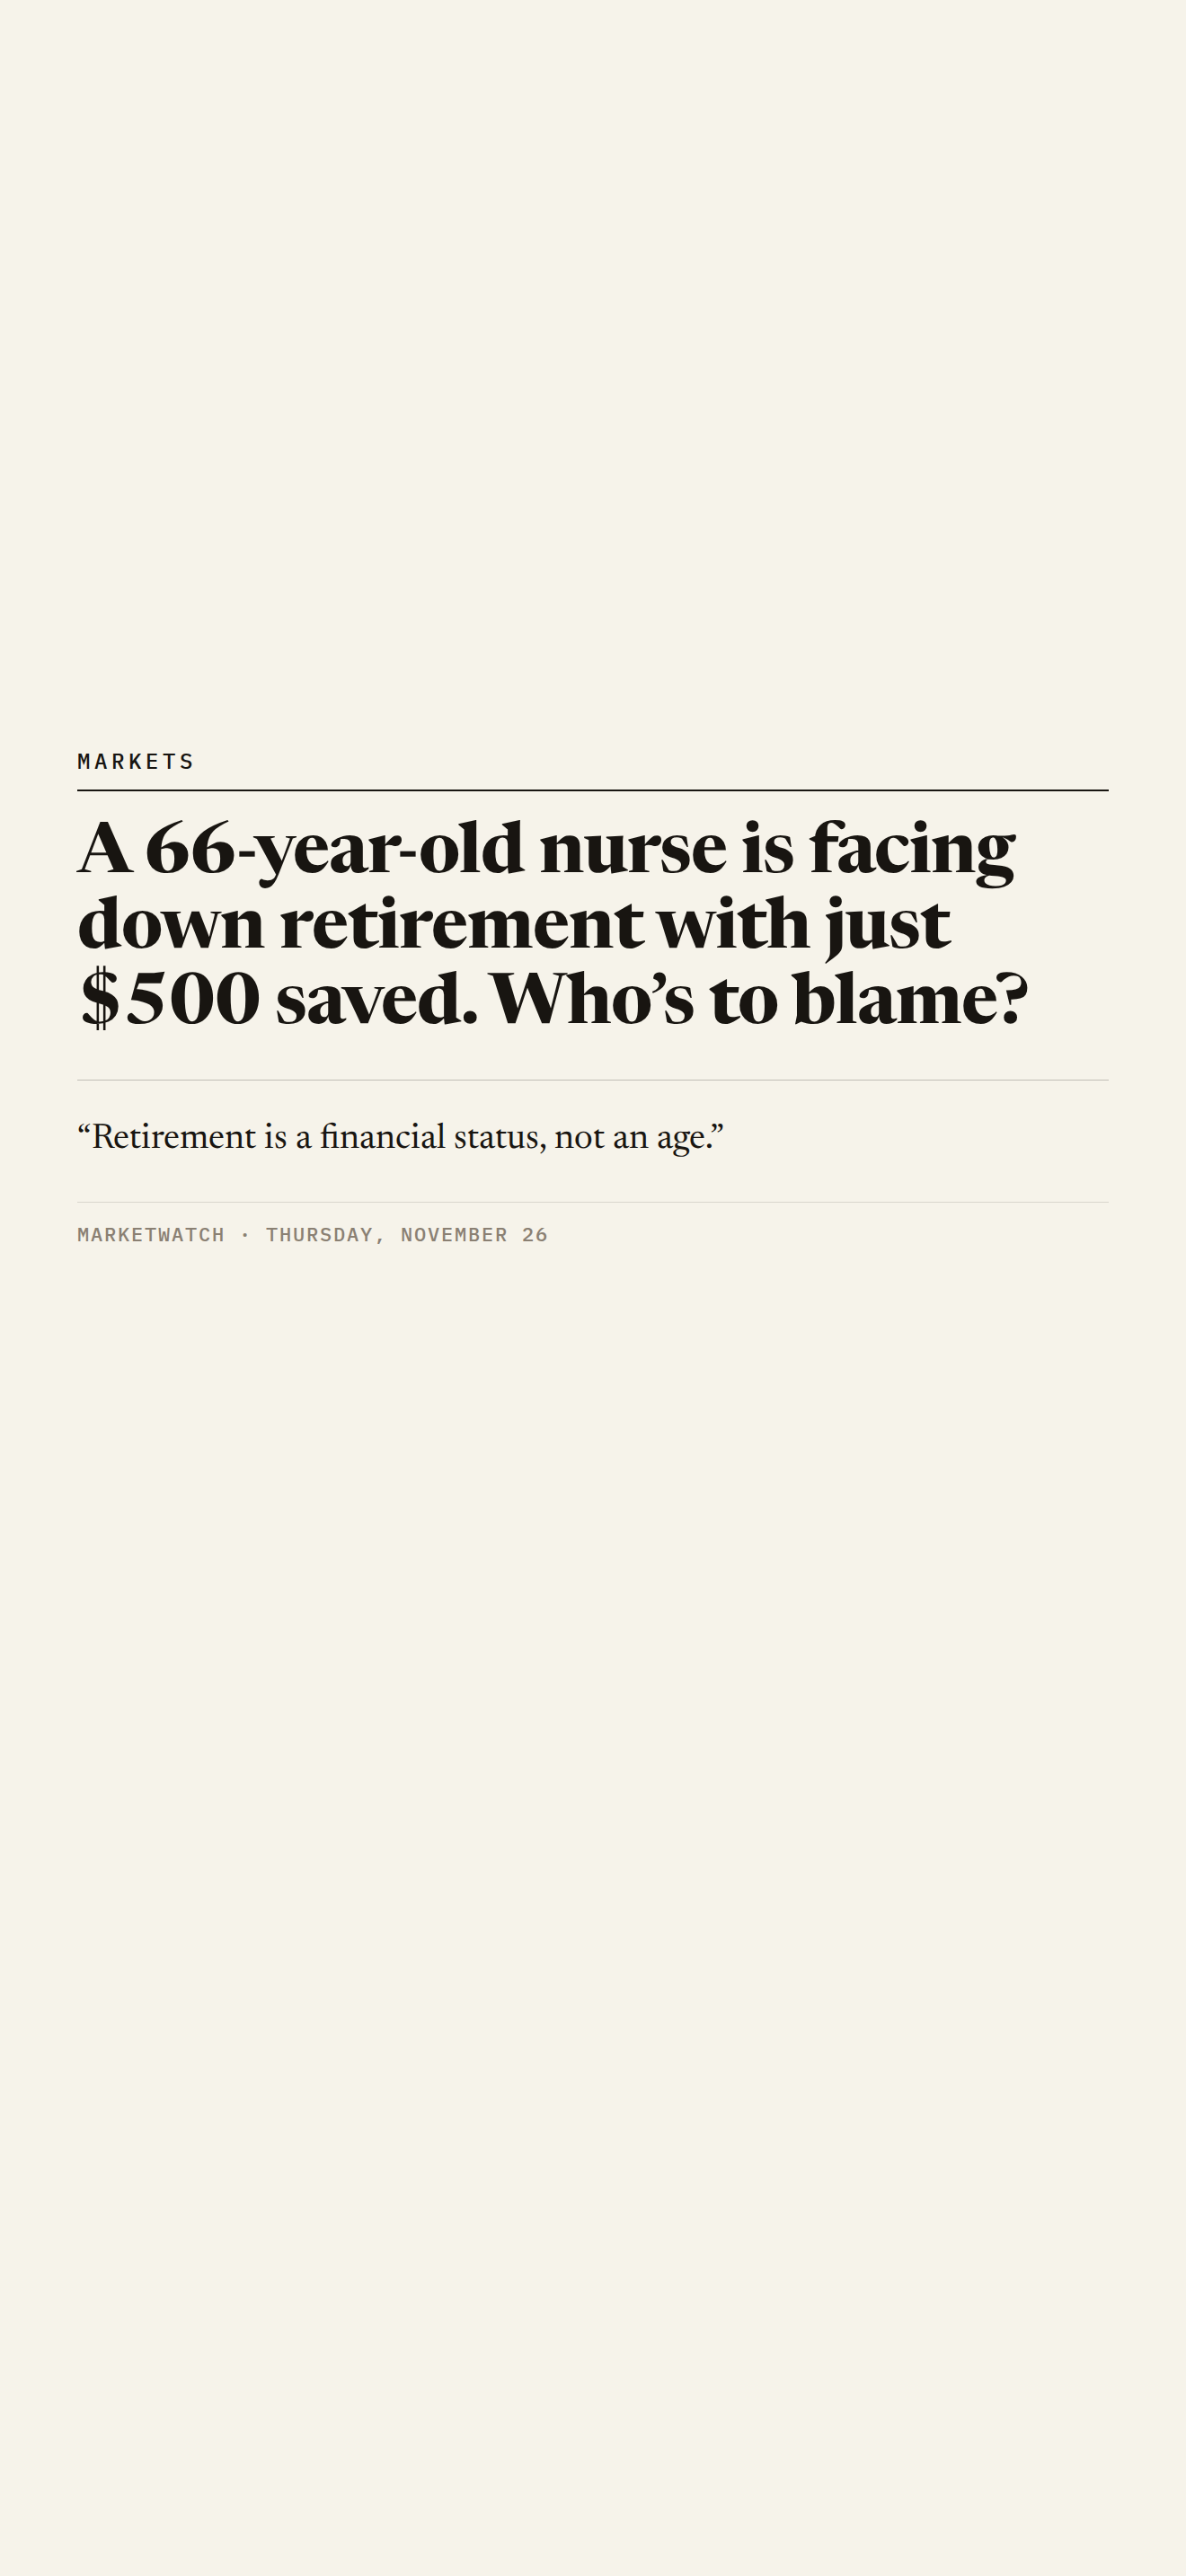 MARKETS
A 66-year-old nurse is facing
down retirement with just
$500 saved. Who’s to blame?
“Retirement is a financial status, not an age.”
MARKETWATCH · THURSDAY, NOVEMBER 26